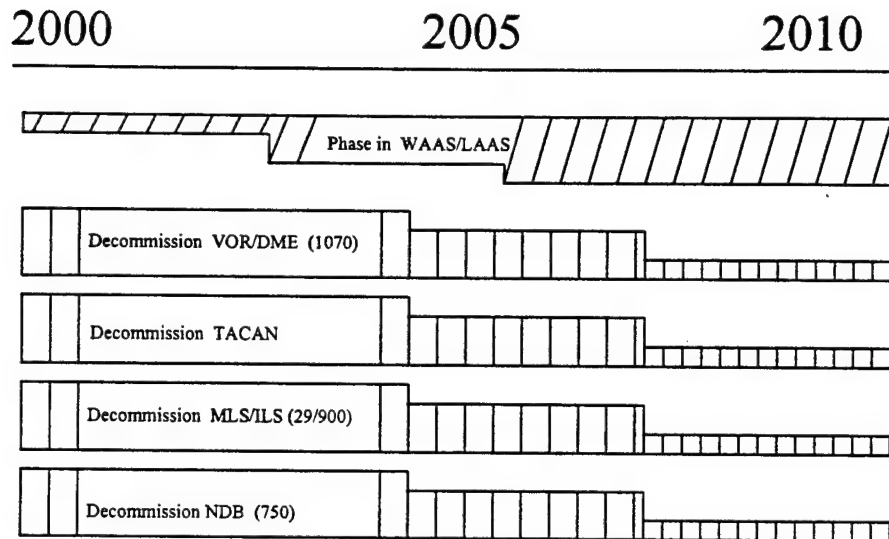 2000 2005 2010
Phase in WAAS/LAAS
Decommission VOR/DME (1070)
Decommission TACAN
Decommission MLS/ILS (29/900)
Decommission NDB (750)